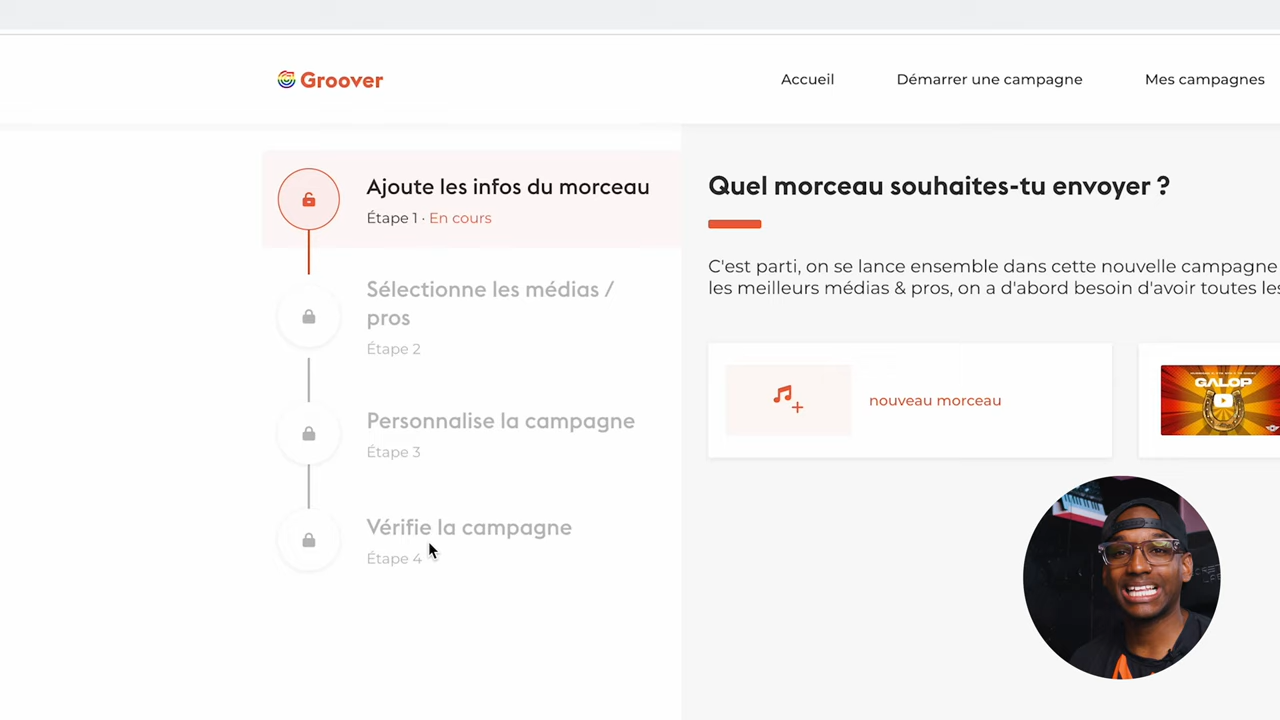 Groover
Accueil
Démarrer une campagne
Mes campagnes
Ajoute les infos du morceau
Étape 1 · En cours
Sélectionne les médias /
pros
Étape 2
Personnalise la campagne
Étape 3
Vérifie la campagne
Étape 4
Quel morceau souhaites-tu envoyer ?
C'est parti, on se lance ensemble dans cette nouvelle campagne
les meilleurs médias & pros, on a d'abord besoin d'avoir toutes les
nouveau morceau
GALOP